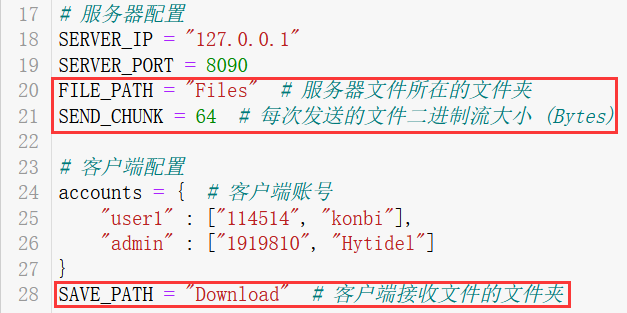 17 # 服务器配置
18 SERVER_IP = "127.0.0.1"
19 SERVER_PORT = 8090
20 FILE_PATH = "Files"  # 服务器文件所在的文件夹
21 SEND_CHUNK = 64  # 每次发送的文件二进制流大小 (Bytes)
22
23 # 客户端配置
24 accounts = {  # 客户端账号
25     "user1" : ["114514", "konbi"],
26     "admin" : ["1919810", "Hytidel"]
27 }
28 SAVE_PATH = "Download"  # 客户端接收文件的文件夹